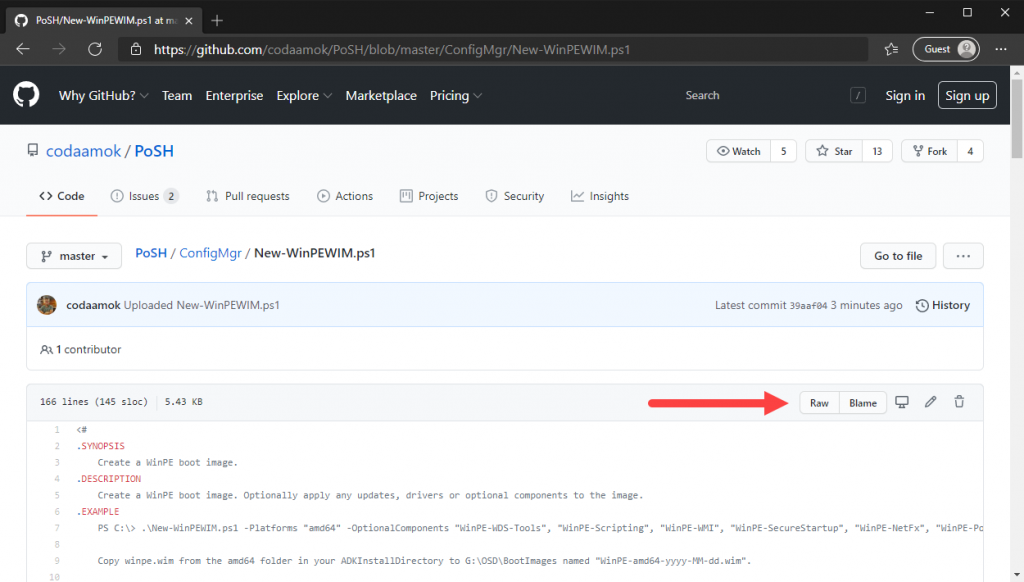 PoSH/New-WinPEWIM.ps1 at ma
https://github.com/codaamok/PoSH/blob/master/ConfigMgr/New-WinPEWIM.ps1
Guest
Why GitHub? Team Enterprise Explore Marketplace Pricing Search / Sign in Sign up
codaamok / PoSH
Watch 5 Star 13 Fork 4
Code Issues 2 Pull requests Actions Projects Security Insights
master PoSH / ConfigMgr / New-WinPEWIM.ps1 Go to file ...
codaamok Uploaded New-WinPEWIM.ps1 Latest commit 39aaf04 3 minutes ago History
1 contributor
166 lines (145 sloc) 5.43 KB Raw Blame
1 <#
2 .SYNOPSIS
3 Create a WinPE boot image.
4 .DESCRIPTION
5 Create a WinPE boot image. Optionally apply any updates, drivers or optional components to the image.
6 .EXAMPLE
7 PS C:\> .\New-WinPEWIM.ps1 -Platforms "amd64" -OptionalComponents "WinPE-WDS-Tools", "WinPE-Scripting", "WinPE-WMI", "WinPE-SecureStartup", "WinPE-NetFx", "WinPE-Po
8
9 Copy winpe.wim from the amd64 folder in your ADKInstallDirectory to G:\OSD\BootImages named "WinPE-amd64-yyyy-MM-dd.wim".
10